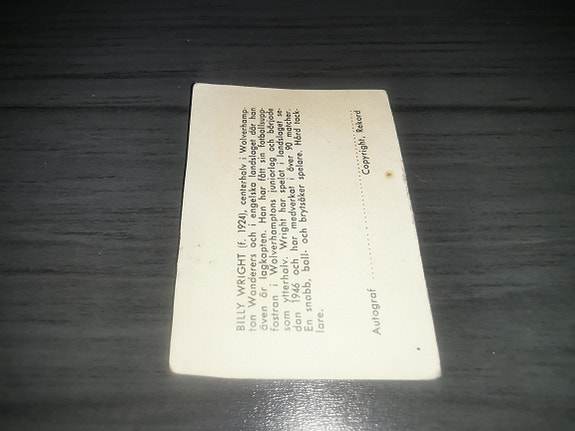 BILLY WRIGHT (f. 1924), centerhalv i Wolverhamp-
ton Wanderers och i engelska landslaget där han
även är lagkapten. Han har fått sin fotbollsupp-
fostran i Wolverhamptons juniorlag och började
som ytterhalv. Wright har spelat i landslaget se-
dan 1946 och har medverkat i över 90 matcher.
En snabb, boll- och brytsäker spelare. Hård tack-
lare.
Autograf ..............................
Copyright, Rekord